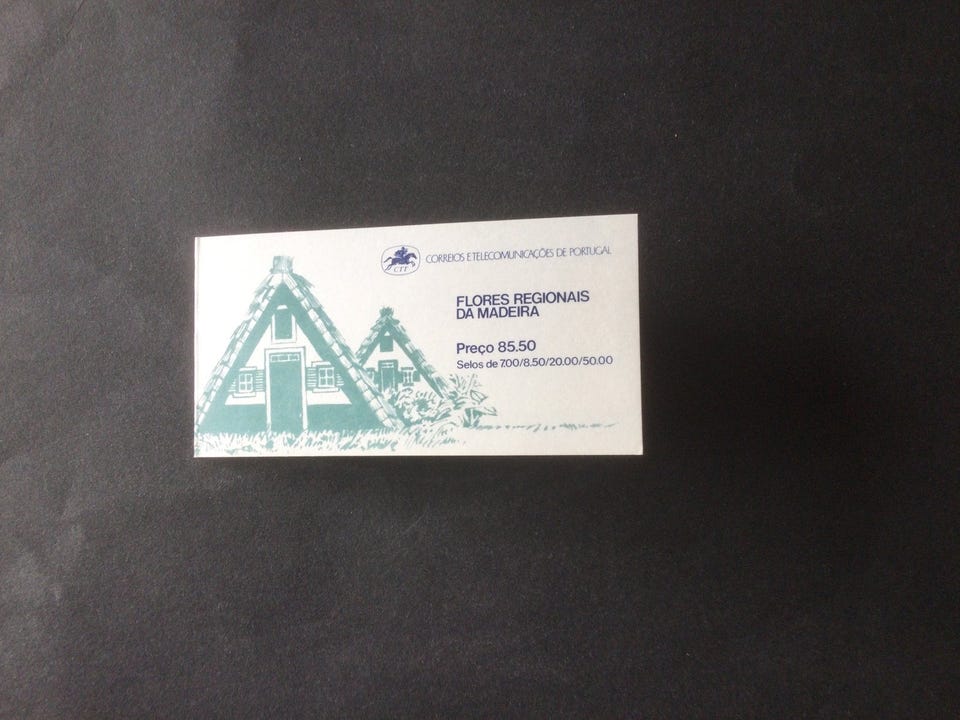 CTT
CORREIOS E TELECOMUNICAÇÕES DE PORTUGAL
FLORES REGIONAIS
DA MADEIRA
Preço 85.50
Selos de 7.00/8.50/20.00/50.00